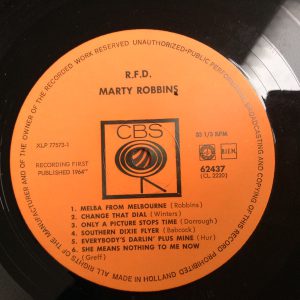 ALL RIGHTS OF THE MANUFACTURER AND OF THE OWNER OF THE RECORDED WORK RESERVED UNAUTHORIZED PUBLIC PERFORMANCE BROADCASTING AND COPYING OF THIS RECORD PROHIBITED
R.F.D.
MARTY ROBBINS
CBS
XLP 77573-1
33 1/3 RPM
RECORDING FIRST
PUBLISHED 1964
BIEM
62437
(CL 2220)
1. MELBA FROM MELBOURNE (Robbins)
2. CHANGE THAT DIAL (Winters)
3. ONLY A PICTURE STOPS TIME (Dorrough)
4. SOUTHERN DIXIE FLYER (Babcock)
5. EVERYBODY'S DARLIN' PLUS MINE (Hur)
6. SHE MEANS NOTHING TO ME NOW
(Greff)
MADE IN HOLLAND